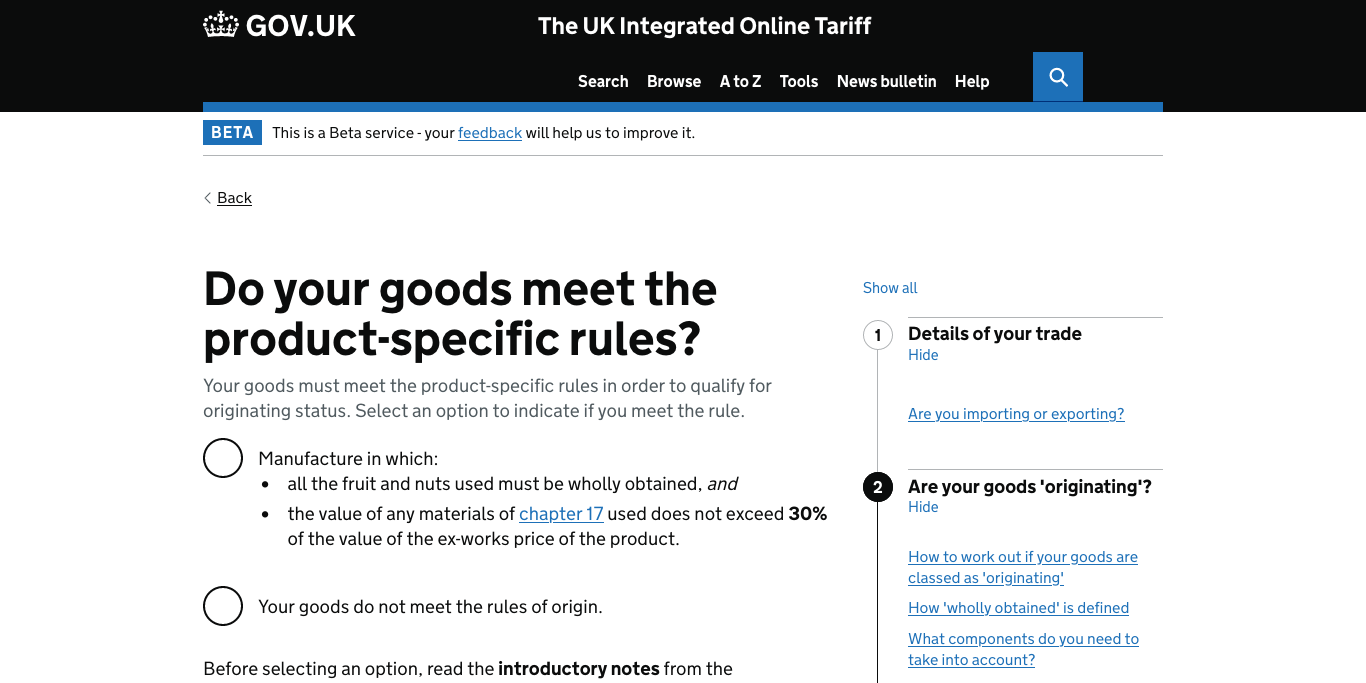 GOV.UK
The UK Integrated Online Tariff
Search Browse A to Z Tools News bulletin Help
BETA This is a Beta service - your feedback will help us to improve it.
Back
Do your goods meet the
product-specific rules?
Your goods must meet the product-specific rules in order to qualify for
originating status. Select an option to indicate if you meet the rule.
Manufacture in which:
• all the fruit and nuts used must be wholly obtained, and
• the value of any materials of chapter 17 used does not exceed 30%
of the value of the ex-works price of the product.
Your goods do not meet the rules of origin.
Before selecting an option, read the introductory notes from the
Show all
1 Details of your trade
Hide
Are you importing or exporting?
2 Are your goods 'originating'?
Hide
How to work out if your goods are
classed as 'originating'
How 'wholly obtained' is defined
What components do you need to
take into account?